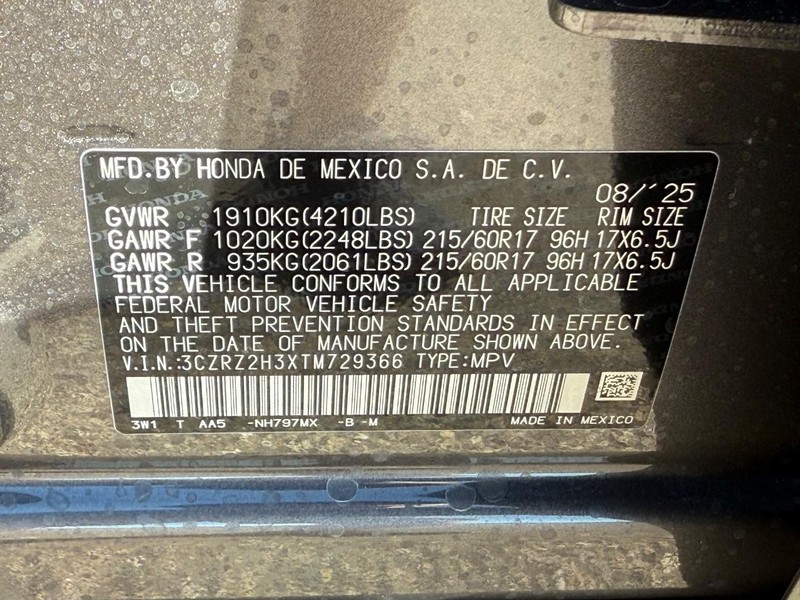 MFD.BY HONDA DE MEXICO S.A. DE C.V.
08/'25
GVWR 1910KG(4210LBS) TIRE SIZE RIM SIZE
GAWR F 1020KG(2248LBS) 215/60R17 96H 17X6.5J
GAWR R 935KG(2061LBS) 215/60R17 96H 17X6.5J
THIS VEHICLE CONFORMS TO ALL APPLICABLE
FEDERAL MOTOR VEHICLE SAFETY
AND THEFT PREVENTION STANDARDS IN EFFECT
ON THE DATE OF MANUFACTURE SHOWN ABOVE.
V.I.N.:3CZRZ2H3XTM729366 TYPE:MPV
3W1 T AA5 -NH797MX -B -M MADE IN MEXICO